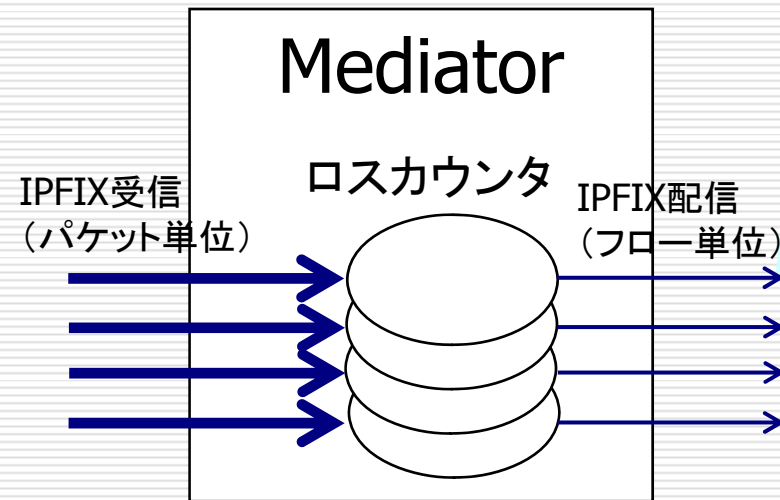 Mediator
ロスカウンタ
IPFIX受信
（パケット単位）
IPFIX配信
（フロー単位）